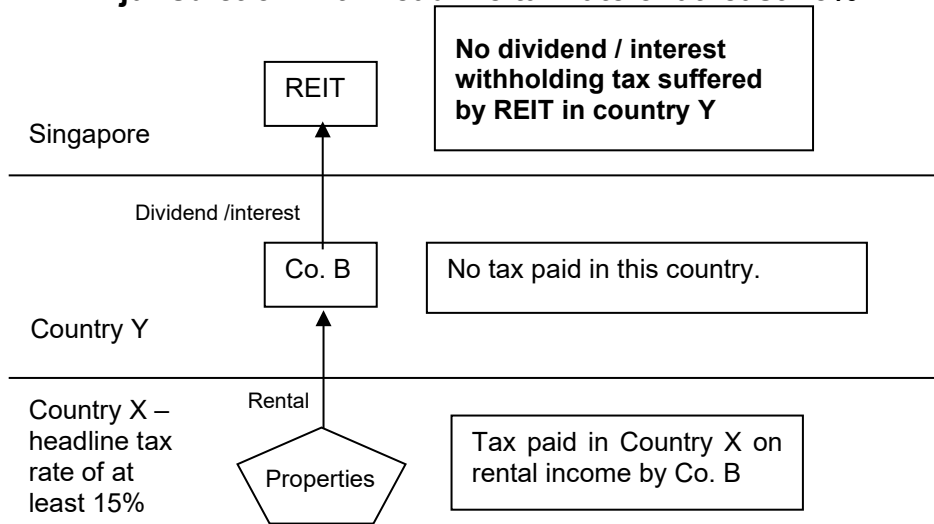 No dividend / interest
withholding tax suffered
by REIT in country Y
REIT
Singapore
Dividend /interest
Co. B
No tax paid in this country.
Country Y
Country X –
headline tax
rate of at
least 15%
Rental
Properties
Tax paid in Country X on
rental income by Co. B